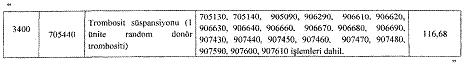 "
3400 705440 Trombosit süspansiyonu (1 ünite random donör trombositi) 705130, 705140, 905090, 906290, 906610, 906620,
906630, 906640, 906660, 906670, 906680, 906690,
907430, 907440, 907450, 907460, 907470, 907480,
907590, 907600, 907610 işlemleri dahil. 116,68
"